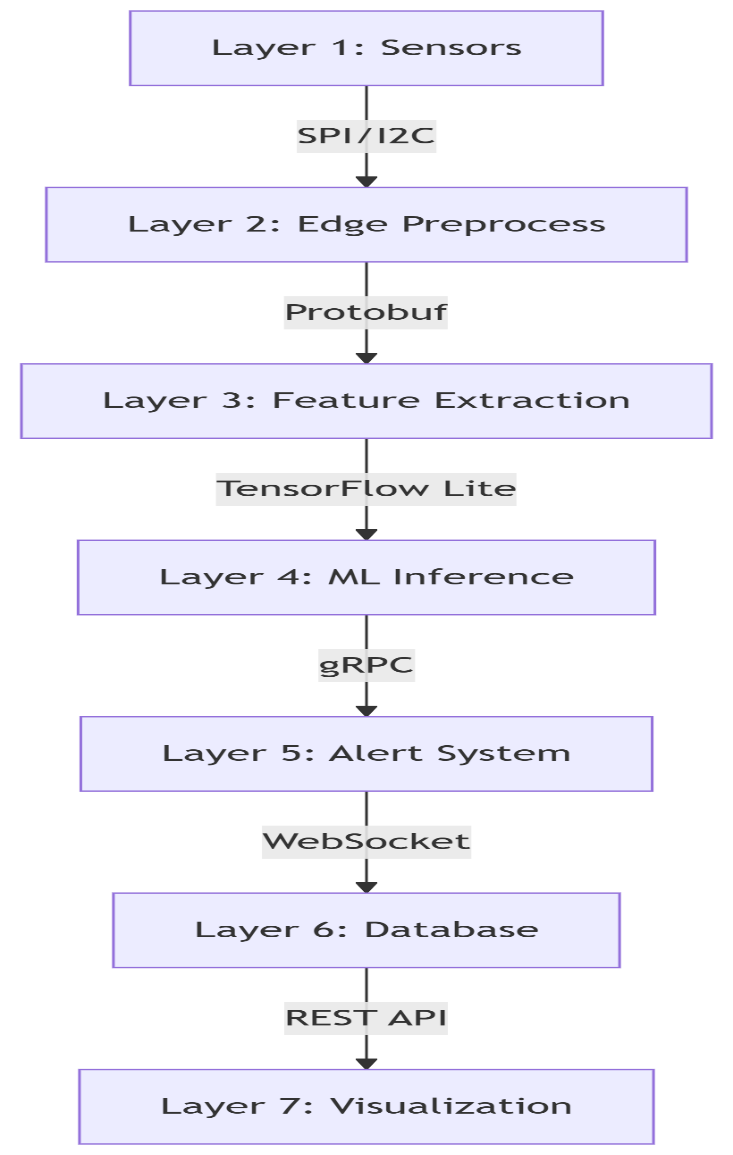 Layer 1: Sensors
SPI/I2C
Layer 2: Edge Preprocess
Protobuf
Layer 3: Feature Extraction
TensorFlow Lite
Layer 4: ML Inference
gRPC
Layer 5: Alert System
WebSocket
Layer 6: Database
REST API
Layer 7: Visualization